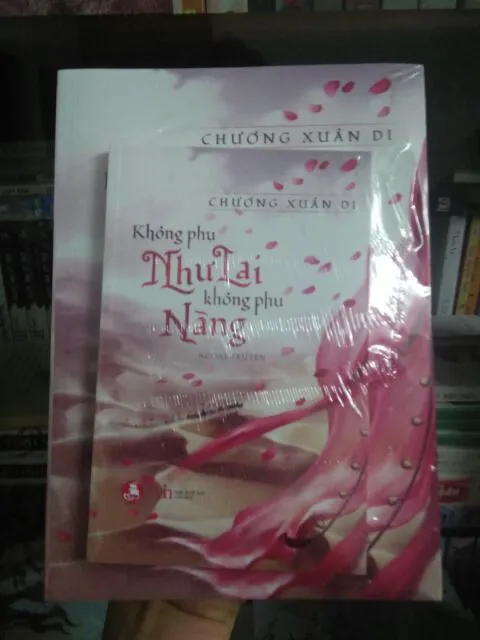 CHƯƠNG XUÂN DI
CHƯƠNG XUÂN DI
Không phụ
Như Lai
không phụ
Nàng
NGOẠI TRUYỆN